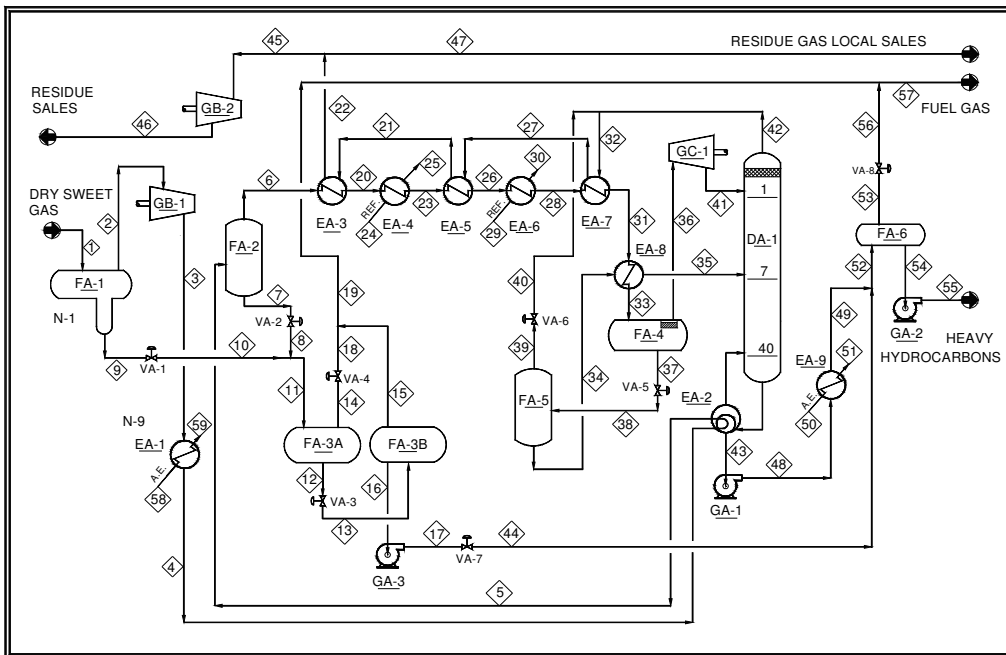 45
47
RESIDUE GAS LOCAL SALES
RESIDUE
SALES
GB-2
46
22
57
FUEL GAS
21
27
32
42
56
GC-1
VA-8
DRY SWEET
GAS
2
GB-1
6
20
25
26
30
53
1
EA-3
REF.
EA-4
23
EA-5
REF.
EA-6
28
EA-7
41
1
24
29
31
36
FA-6
FA-2
EA-8
DA-1
FA-1
3
35
7
52
54
55
N-1
7
19
40
33
VA-2
8
VA-6
FA-4
49
GA-2
HEAVY
HYDROCARBONS
10
18
39
34
37
40
51
9
VA-1
VA-4
VA-5
EA-9
11
14
15
FA-5
EA-2
A.E.
N-9
59
38
50
EA-1
FA-3A
FA-3B
43
48
A.E.
12
16
58
VA-3
GA-1
13
17
44
VA-7
4
GA-3
5